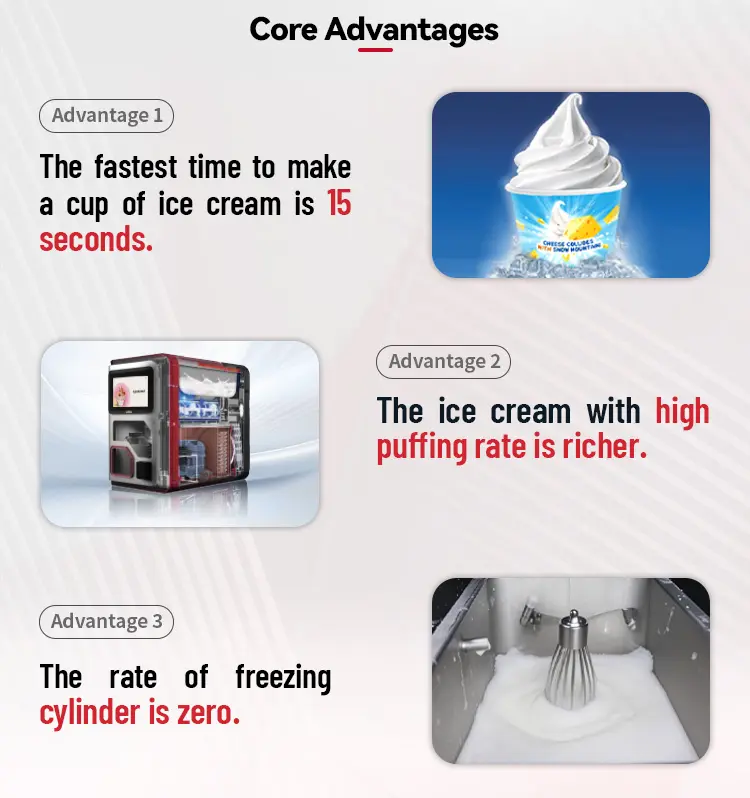 Core Advantages
Advantage 1
The fastest time to make
a cup of ice cream is 15
seconds.
CHEESE COLLIDES
WITH SNOW MOUNTAINS
Advantage 2
The ice cream with high
puffing rate is richer.
Advantage 3
The rate of freezing
cylinder is zero.